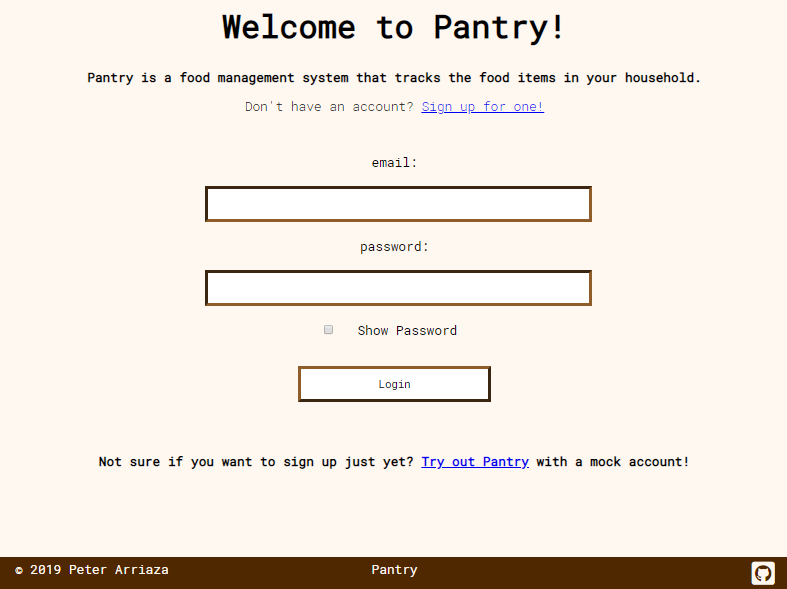 Welcome to Pantry!
Pantry is a food management system that tracks the food items in your household.
Don't have an account? Sign up for one!
email:
password:
Show Password
Login
Not sure if you want to sign up just yet? Try out Pantry with a mock account!
© 2019 Peter Arriaza Pantry